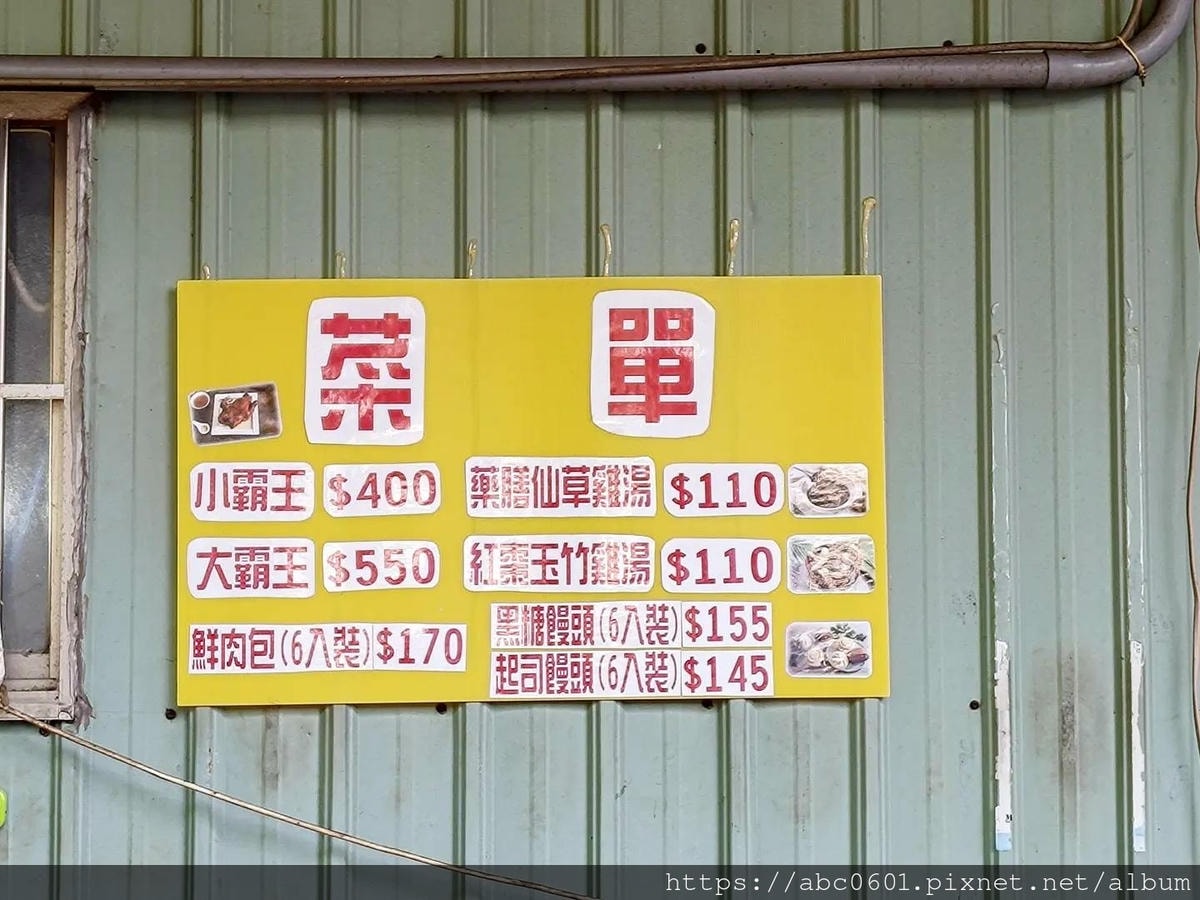 菜 單
小霸王 $400
大霸王 $550
鮮肉包(6入裝) $170
藥膳仙草雞湯 $110
紅棗玉竹雞湯 $110
黑糖饅頭(6入裝) $155
起司饅頭(6入裝) $145
https://abc0601.pixnet.net/album